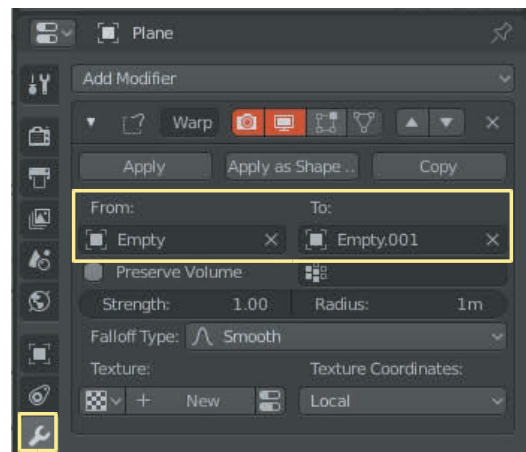 Plane
Add Modifier
Warp
Apply Apply as Shape .. Copy
From: To:
Empty Empty.001
Preserve Volume
Strength: 1.00 Radius: 1m
Falloff Type: Smooth
Texture: Texture Coordinates:
New Local